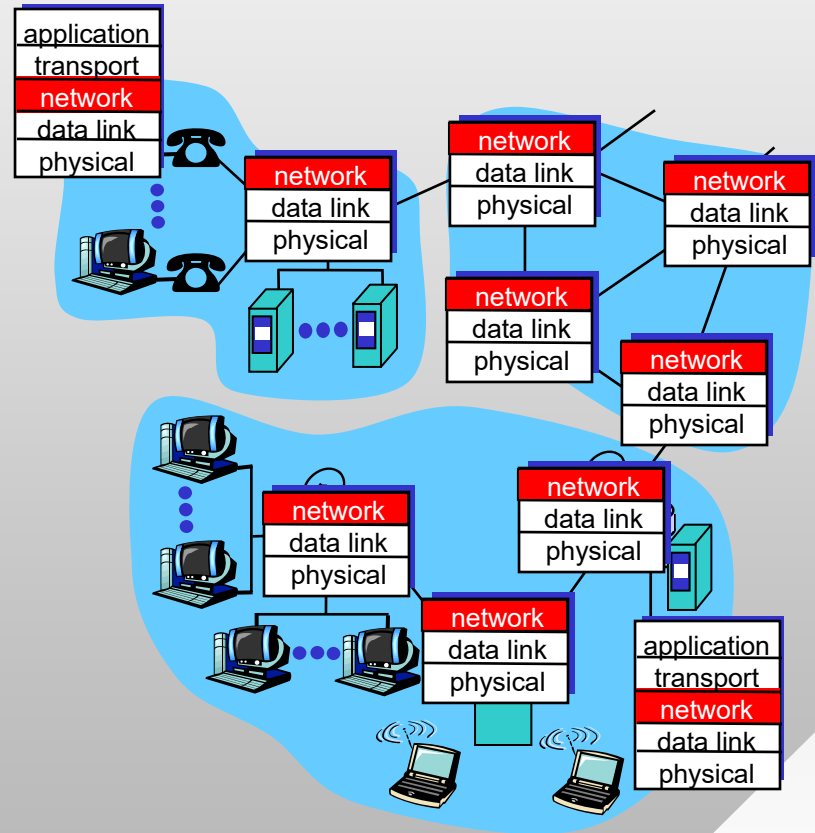 application
transport
network
data link
physical
network
data link
physical
network
data link
physical
network
data link
physical
network
data link
physical
network
data link
physical
network
data link
physical
network
data link
physical
network
data link
physical
application
transport
network
data link
physical